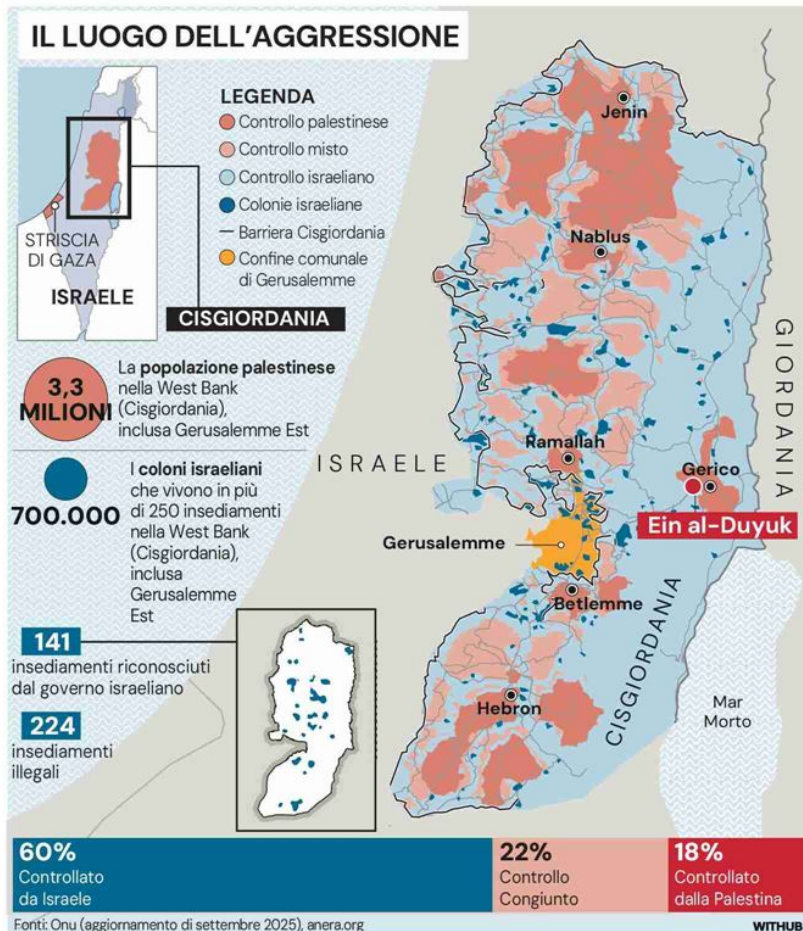 IL LUOGO DELL'AGGRESSIONE
STRISCIA
DI GAZA
ISRAELE
CISGIORDANIA
LEGENDA
Controllo palestinese
Controllo misto
Controllo israeliano
Colonie israeliane
Barriera Cisgiordania
Confine comunale
di Gerusalemme
3,3
MILIONI
La popolazione palestinese
nella West Bank
(Cisgiordania),
inclusa Gerusalemme Est
700.000
I coloni israeliani
che vivono in più
di 250 insediamenti
nella West Bank
(Cisgiordania),
inclusa
Gerusalemme
Est
141
insediamenti riconosciuti
dal governo israeliano
224
insediamenti
illegali
Jenin
Nablus
GIORDANIA
ISRAELE
Ramallah
Gerico
Ein al-Duyuk
Gerusalemme
Betlemme
CISGIORDANIA
Hebron
Mar
Morto
60%
Controllato
da Israele
22%
Controllo
Congiunto
18%
Controllato
dalla Palestina
Fonti: Onu (aggiornamento di settembre 2025), anera.org
WITHUB